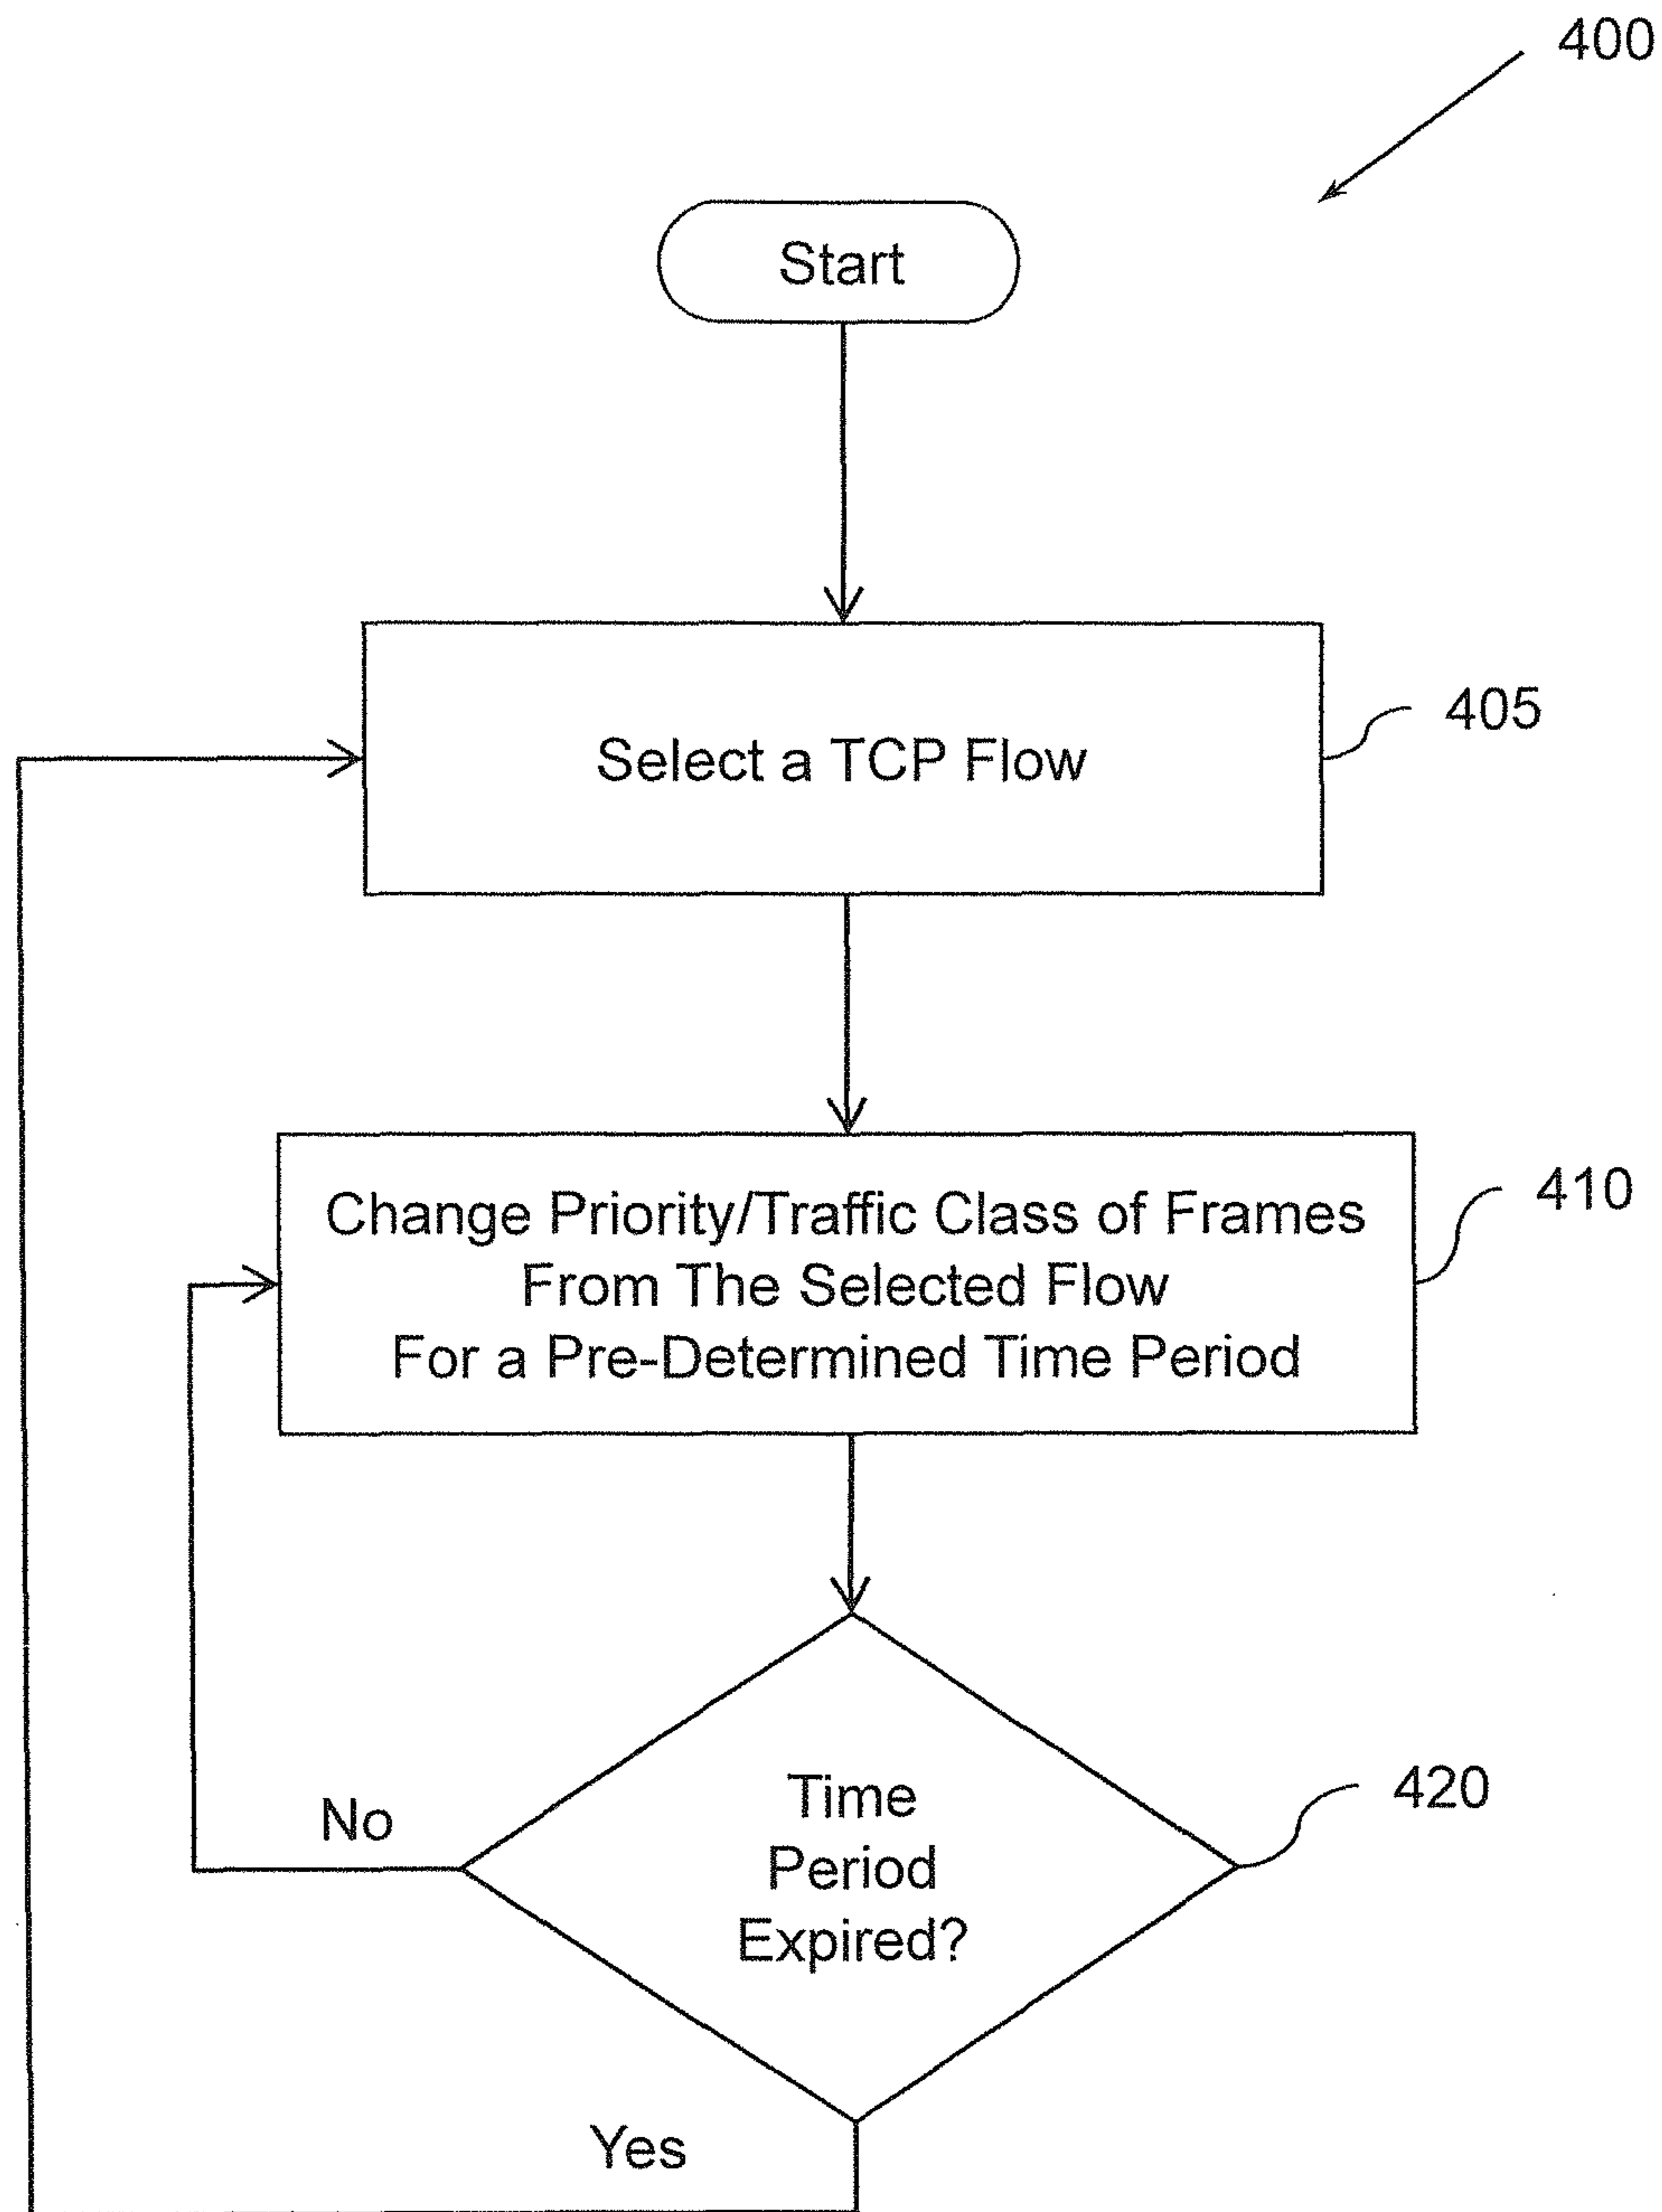 400
Start
Select a TCP Flow
405
Change Priority/Traffic Class of Frames
From The Selected Flow
For a Pre-Determined Time Period
410
Time
Period
Expired?
420
No
Yes